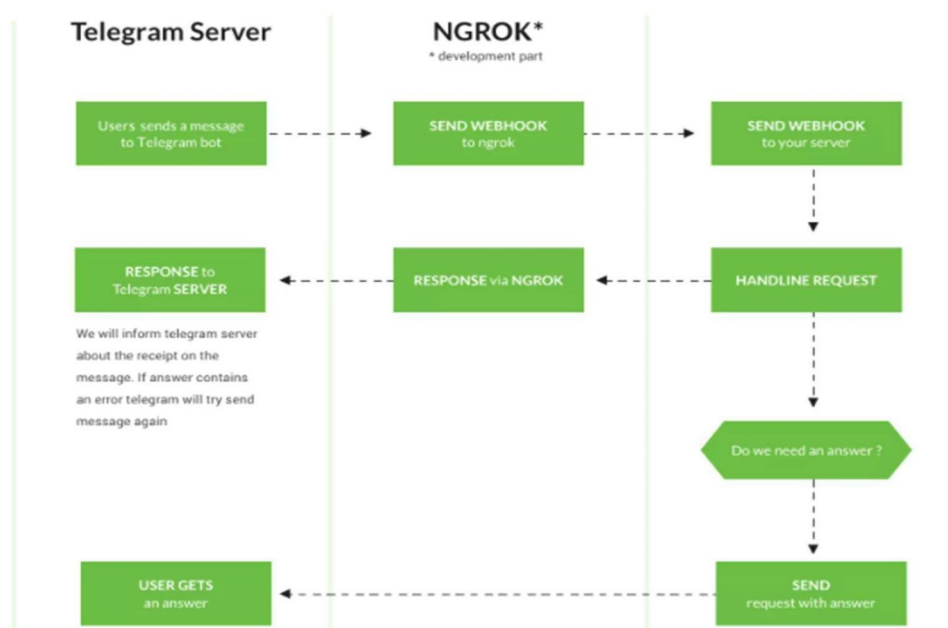 Telegram Server
NGROK*
* development part
Users sends a message
to Telegram bot
SEND WEBHOOK
to ngrok
SEND WEBHOOK
to your server
RESPONSE to
Telegram SERVER
RESPONSE via NGROK
HANDLINE REQUEST
We will inform telegram server
about the receipt on the
message. If answer contains
an error telegram will try send
message again
Do we need an answer ?
USER GETS
an answer
SEND
request with answer